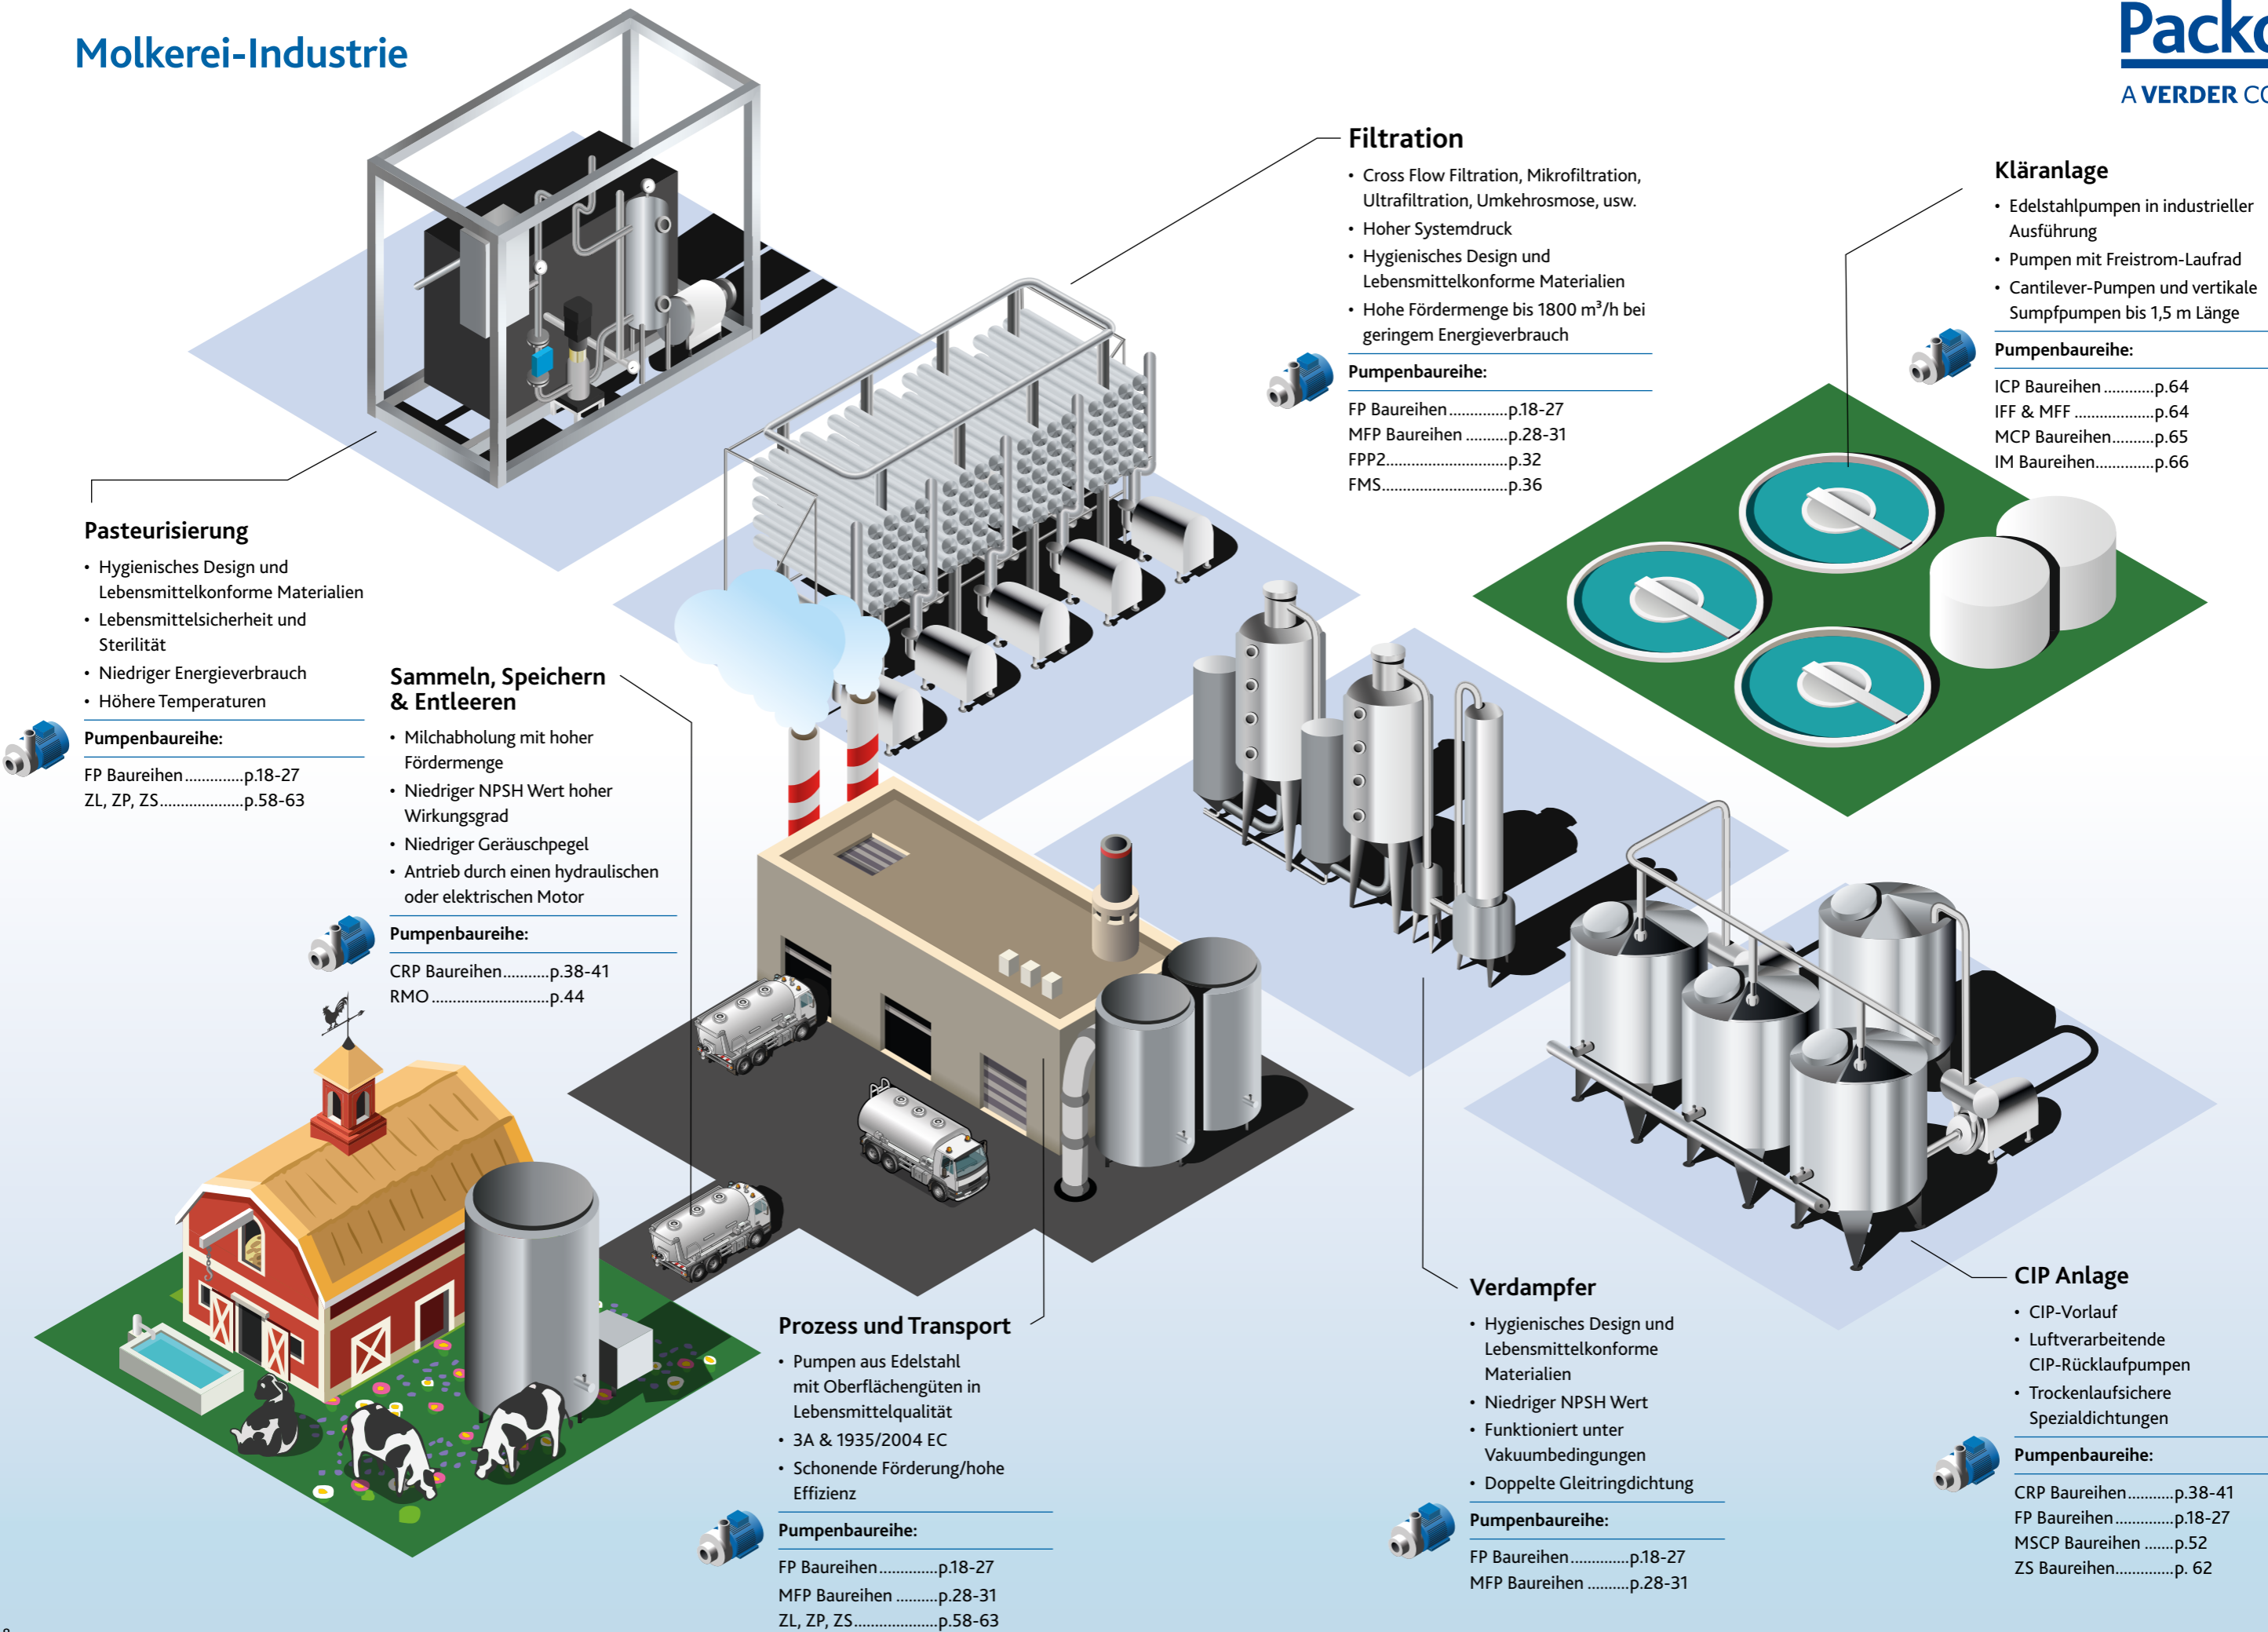 Molkerei-Industrie
Packo
A VERDER CO
Filtration
• Cross Flow Filtration, Mikrofiltration,
Ultrafiltration, Umkehrosmose, usw.
• Hoher Systemdruck
• Hygienisches Design und
Lebensmittelkonforme Materialien
• Hohe Fördermenge bis 1800 m³/h bei
geringem Energieverbrauch
Pumpenbaureihe:
FP Baureihen..............p.18-27
MFP Baureihen ..........p.28-31
FPP2.............................p.32
FMS..............................p.36
Kläranlage
• Edelstahlpumpen in industrieller
Ausführung
• Pumpen mit Freistrom-Laufrad
• Cantilever-Pumpen und vertikale
Sumpfpumpen bis 1,5 m Länge
Pumpenbaureihe:
ICP Baureihen ............p.64
IFF & MFF ...................p.64
MCP Baureihen..........p.65
IM Baureihen..............p.66
Pasteurisierung
• Hygienisches Design und
Lebensmittelkonforme Materialien
• Lebensmittelsicherheit und
Sterilität
• Niedriger Energieverbrauch
• Höhere Temperaturen
Pumpenbaureihe:
FP Baureihen..............p.18-27
ZL, ZP, ZS....................p.58-63
Sammeln, Speichern
& Entleeren
• Milchabholung mit hoher
Fördermenge
• Niedriger NPSH Wert hoher
Wirkungsgrad
• Niedriger Geräuschpegel
• Antrieb durch einen hydraulischen
oder elektrischen Motor
Pumpenbaureihe:
CRP Baureihen...........p.38-41
RMO............................p.44
Prozess und Transport
• Pumpen aus Edelstahl
mit Oberflächengüten in
Lebensmittelqualität
• 3A & 1935/2004 EC
• Schonende Förderung/hohe
Effizienz
Pumpenbaureihe:
FP Baureihen..............p.18-27
MFP Baureihen ..........p.28-31
ZL, ZP, ZS....................p.58-63
Verdampfer
• Hygienisches Design und
Lebensmittelkonforme
Materialien
• Niedriger NPSH Wert
• Funktioniert unter
Vakuumbedingungen
• Doppelte Gleitringdichtung
Pumpenbaureihe:
FP Baureihen..............p.18-27
MFP Baureihen ..........p.28-31
CIP Anlage
• CIP-Vorlauf
• Luftverarbeitende
CIP-Rücklaufpumpen
• Trockenlaufsichere
Spezialdichtungen
Pumpenbaureihe:
CRP Baureihen...........p.38-41
FP Baureihen..............p.18-27
MSCP Baureihen .......p.52
ZS Baureihen..............p. 62